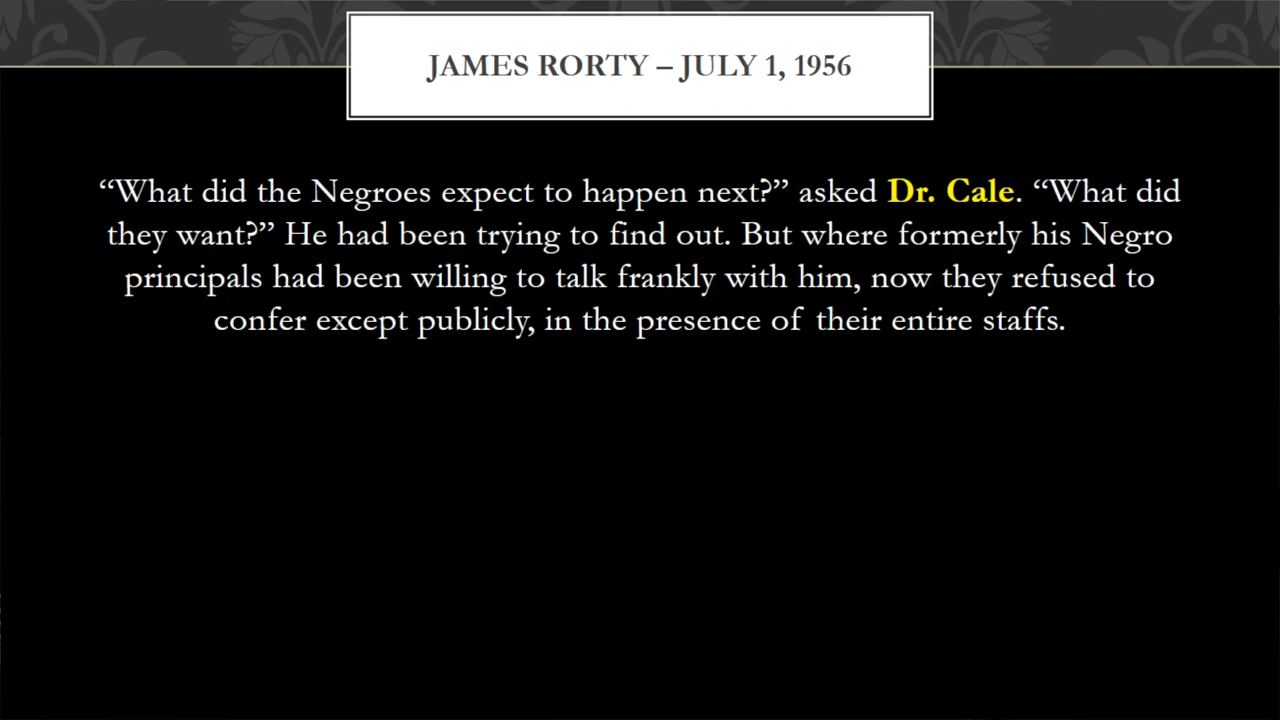 JAMES RORTY – JULY 1, 1956
“What did the Negroes expect to happen next?” asked Dr. Cale. “What did
they want?” He had been trying to find out. But where formerly his Negro
principals had been willing to talk frankly with him, now they refused to
confer except publicly, in the presence of their entire staffs.